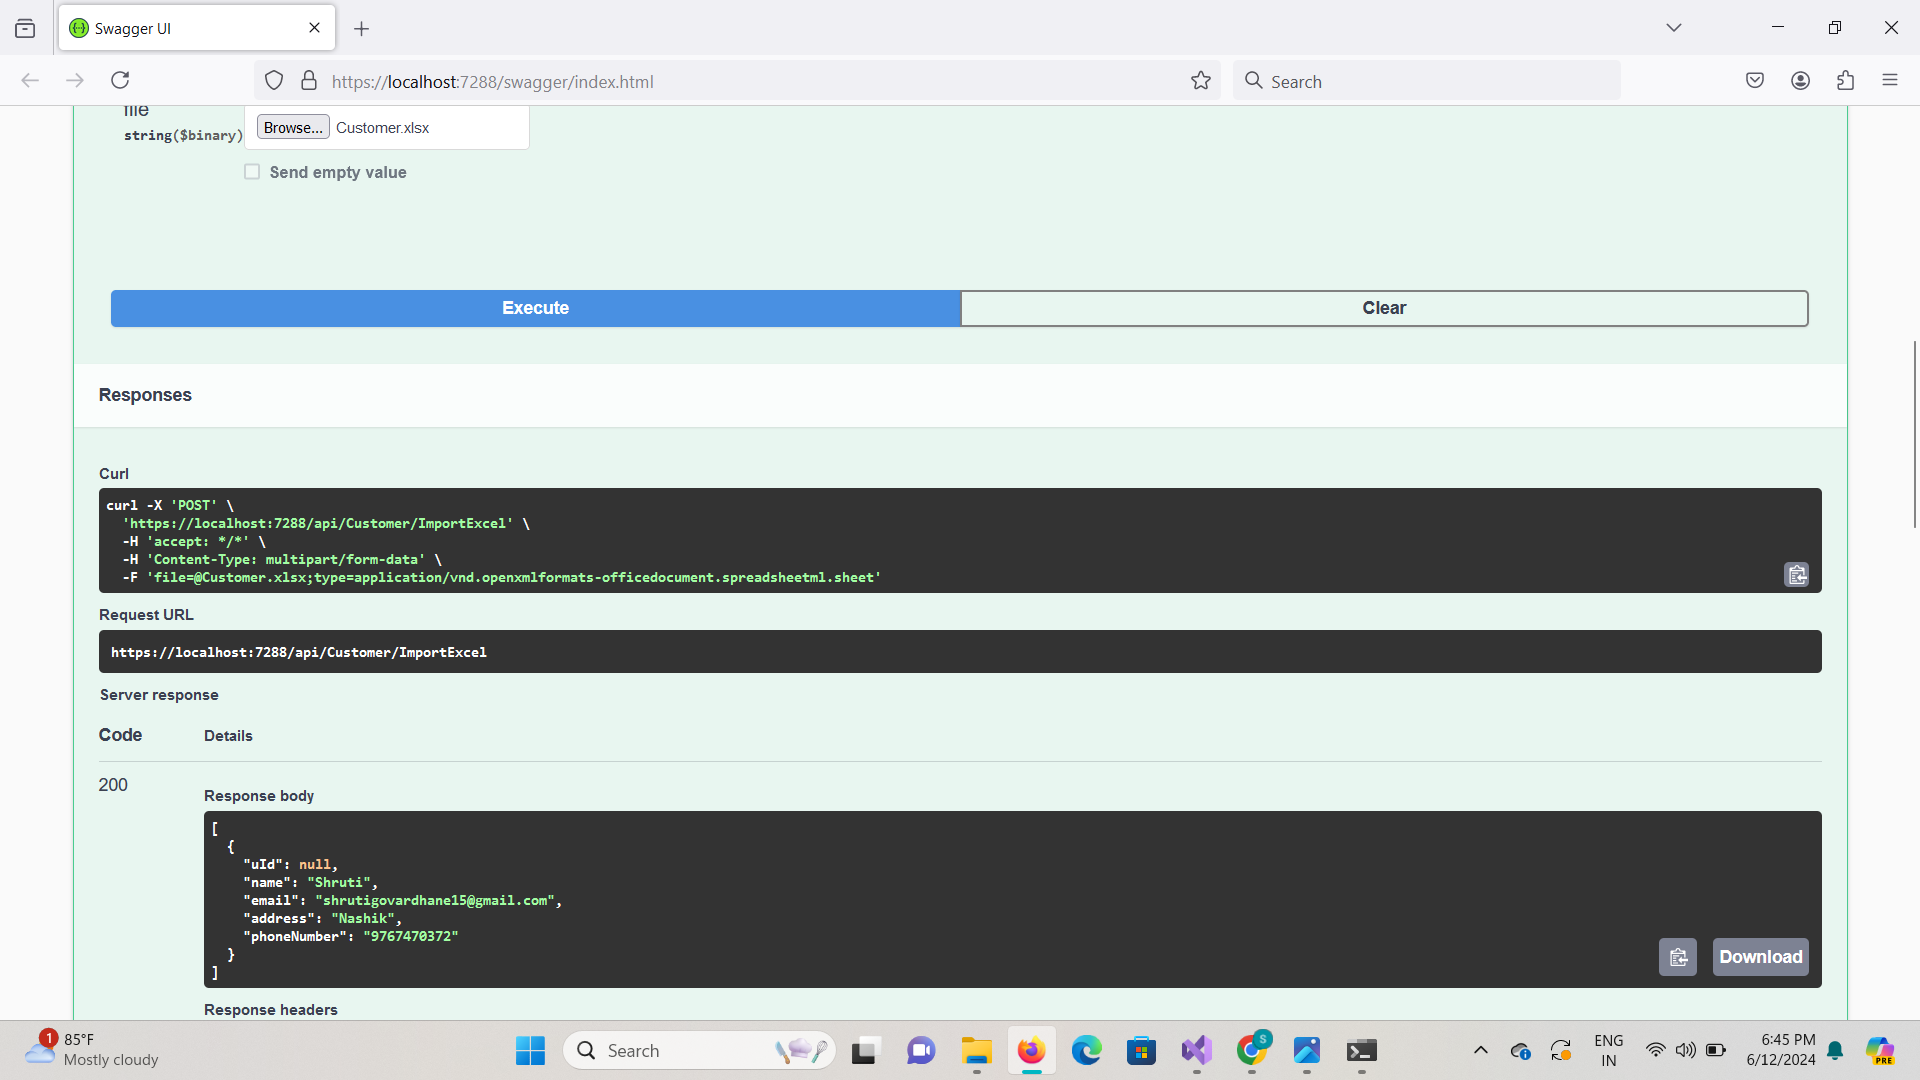 Swagger UI
https://localhost:7288/swagger/index.html
Search
file
string($binary)
Browse...
Customer.xlsx
Send empty value
Execute
Clear
Responses
Curl
curl -X 'POST' \
'https://localhost:7288/api/Customer/ImportExcel' \
-H 'accept: */*' \
-H 'Content-Type: multipart/form-data' \
-F 'file=@Customer.xlsx;type=application/vnd.openxmlformats-officedocument.spreadsheetml.sheet'
Request URL
https://localhost:7288/api/Customer/ImportExcel
Server response
Code
Details
200
Response body
[
{
"uId": null,
"name": "Shruti",
"email": "shrutigovardhane15@gmail.com",
"address": "Nashik",
"phoneNumber": "9767470372"
}
]
Download
Response headers
1
85°F
Mostly cloudy
Search
S
ENG
IN
6:45 PM
6/12/2024
PRE